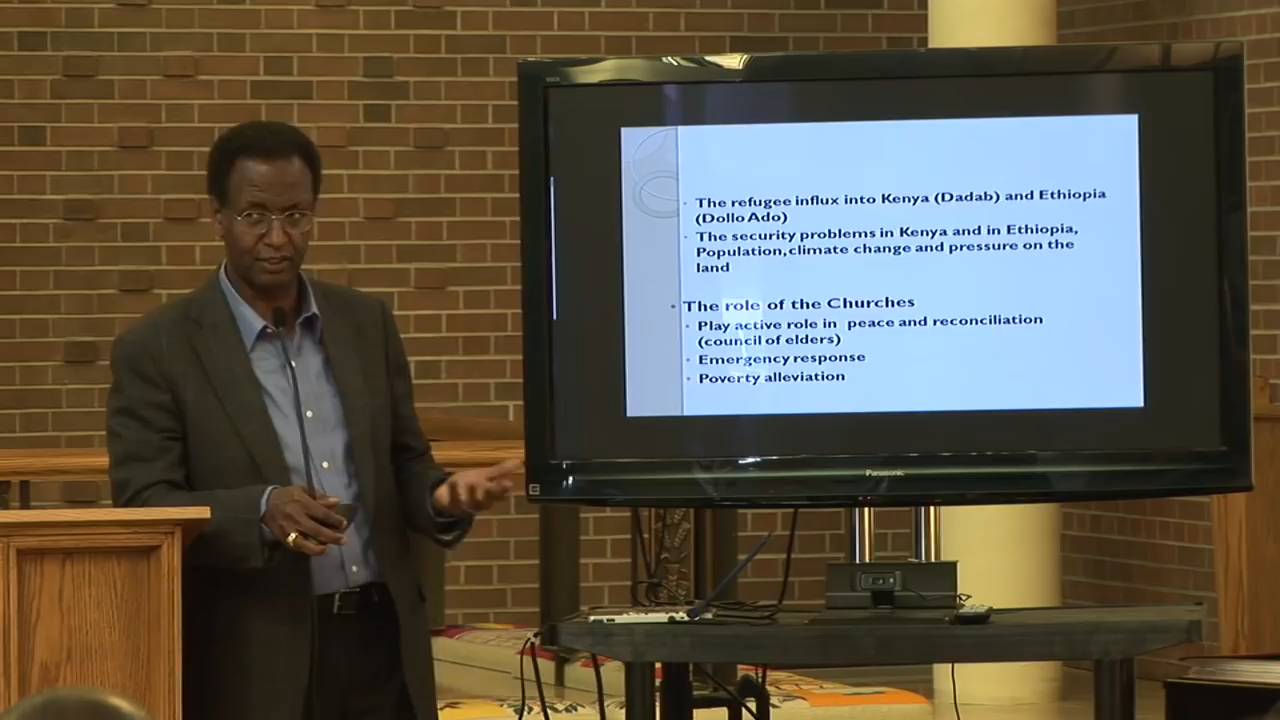 The refugee influx into Kenya (Dadab) and Ethiopia
(Dollo Ado)
The security problems in Kenya and in Ethiopia,
Population,climate change and pressure on the
land
The role of the Churches
Play active role in peace and reconciliation
(council of elders)
Emergency response
Poverty alleviation
Panasonic